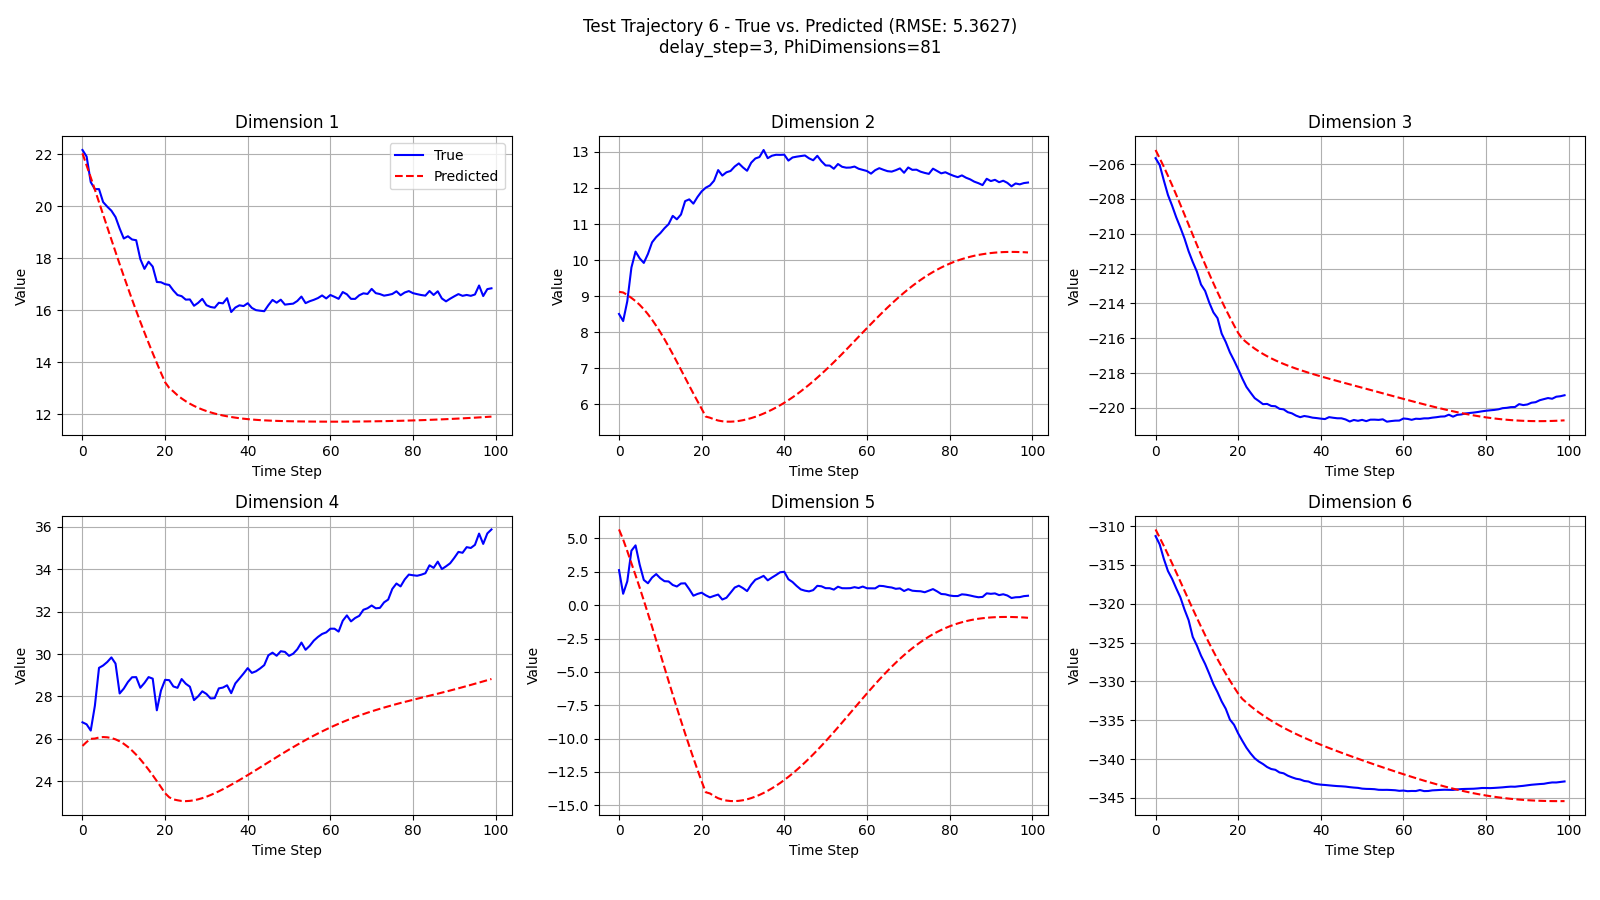 Test Trajectory 6 - True vs. Predicted (RMSE: 5.3627)
delay_step=3, PhiDimensions=81
Dimension 1
True
Predicted
Value
22
20
18
16
14
12
0 20 40 60 80 100
Time Step
Dimension 2
Value
13
12
11
10
9
8
7
6
0 20 40 60 80 100
Time Step
Dimension 3
Value
−206
−208
−210
−212
−214
−216
−218
−220
0 20 40 60 80 100
Time Step
Dimension 4
Value
36
34
32
30
28
26
24
0 20 40 60 80 100
Time Step
Dimension 5
Value
5.0
2.5
0.0
−2.5
−5.0
−7.5
−10.0
−12.5
−15.0
0 20 40 60 80 100
Time Step
Dimension 6
Value
−310
−315
−320
−325
−330
−335
−340
−345
0 20 40 60 80 100
Time Step